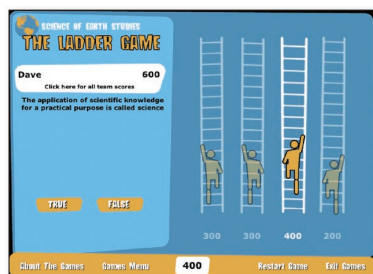 SCIENCE OF EARTH STUDIES
THE LADDER GAME
Dave 600
Click here for all team scores
The application of scientific knowledge
for a practical purpose is called science
TRUE FALSE
300 300 400 200
About The Games Games Menu 400 Restart Game Exit Games